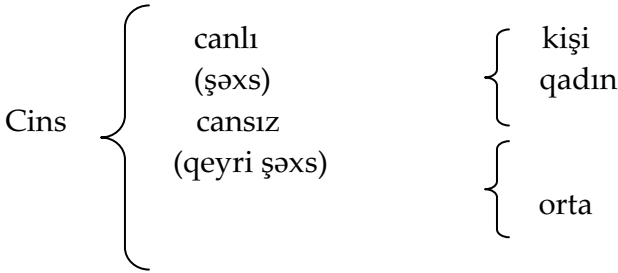 canlı kişi
(şəxs) qadın
Cins cansız
(qeyri şəxs)
orta